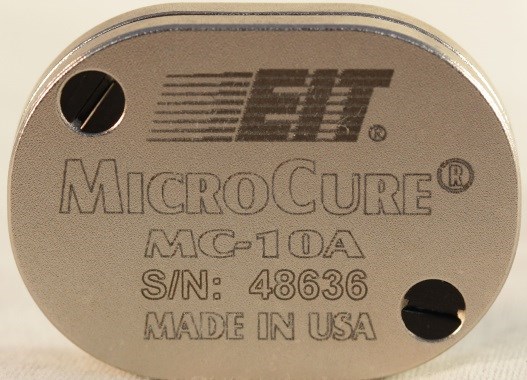 EIT®
MICROCURE®
MC-10A
S/N: 48636
MADE IN USA